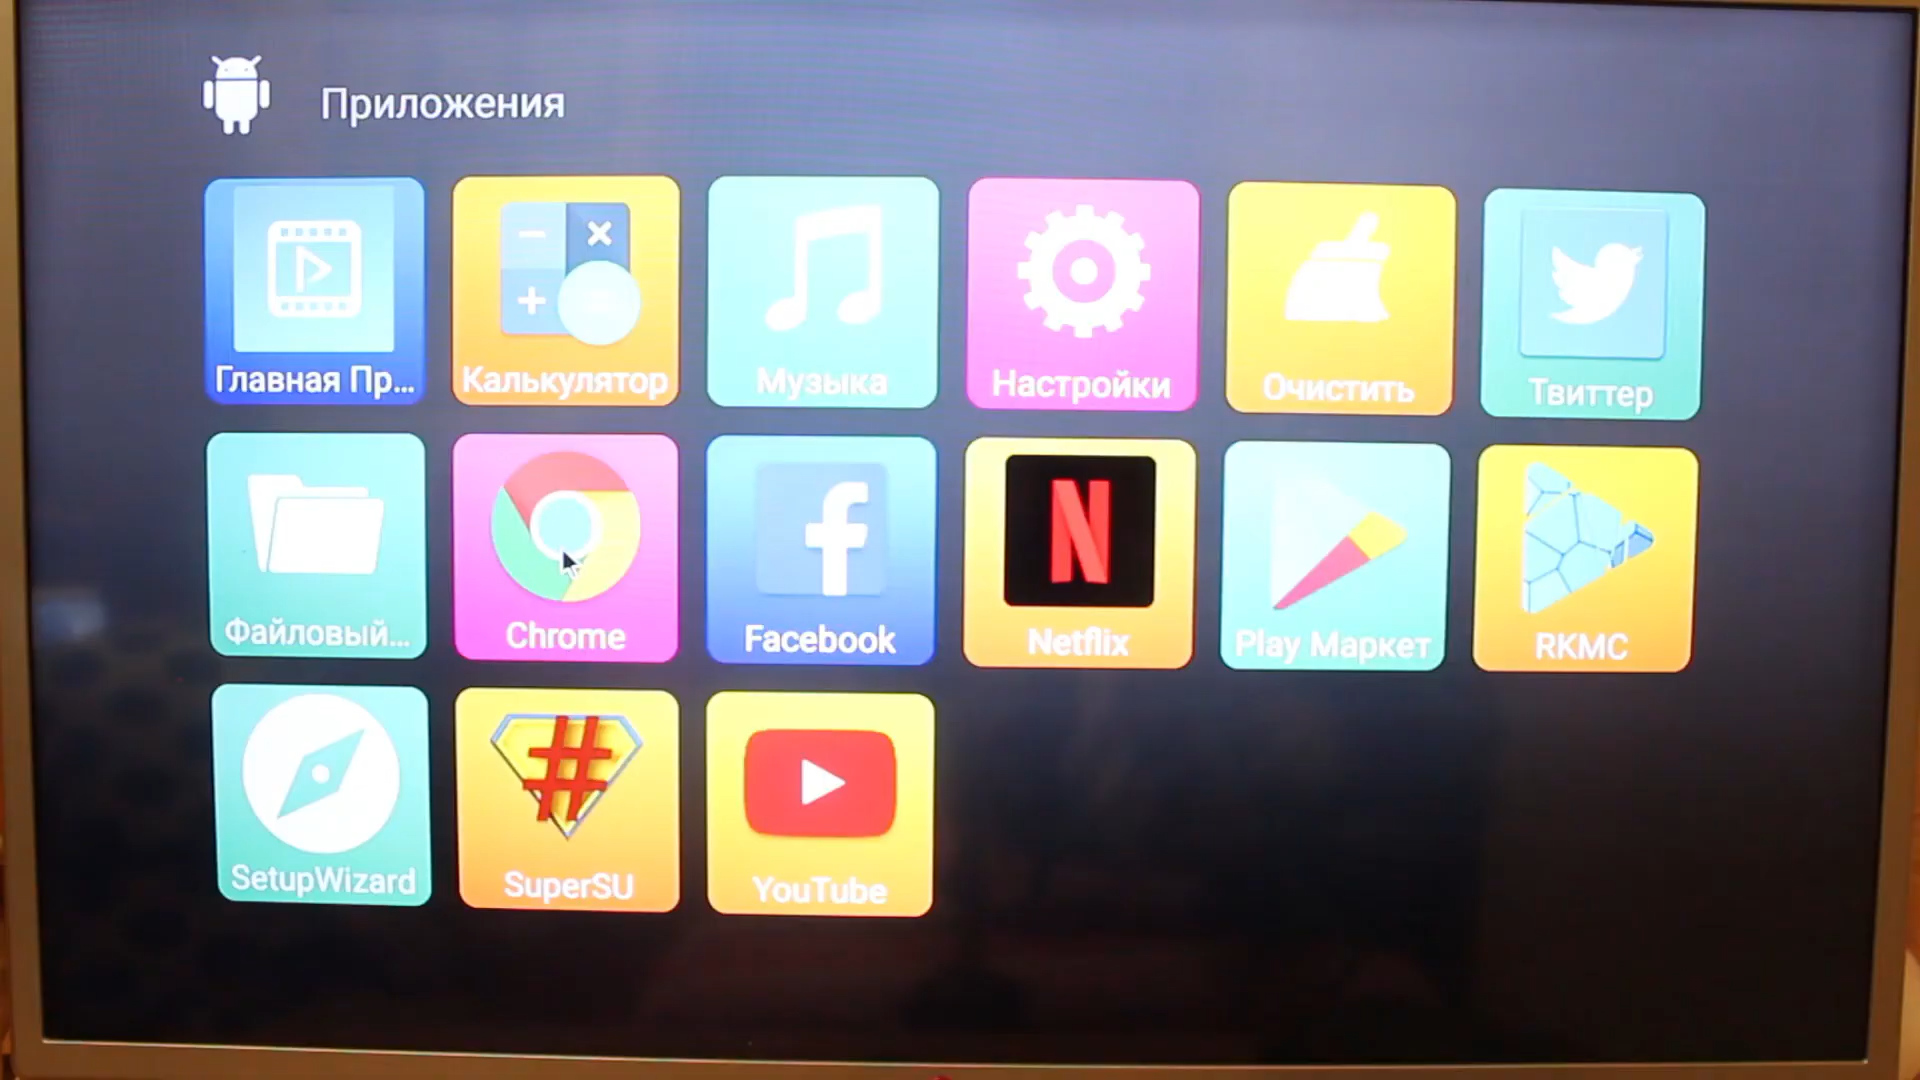 Приложения
Главная Пр...
Калькулятор
Музыка
Настройки
Очистить
Твиттер
Файловый...
Chrome
Facebook
Netflix
Play Маркет
RKMC
SetupWizard
SuperSU
YouTube